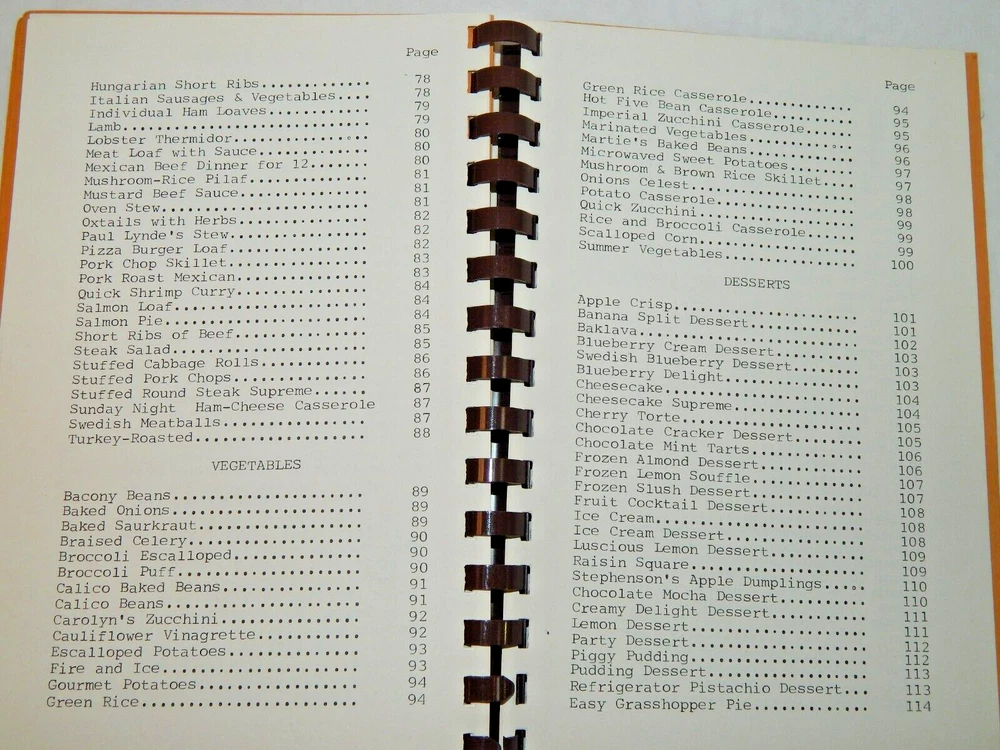 Page
Hungarian Short Ribs.............. 78
Italian Sausages & Vegetables.... 78
Individual Ham Loaves............. 79
Lamb............................... 79
Lobster Thermidor................. 80
Meat Loaf with Sauce.............. 80
Mexican Beef Dinner for 12....... 80
Mushroom-Rice Pilaf............... 81
Mustard Beef Sauce................ 81
Oven Stew.......................... 81
Oxtails with Herbs................ 82
Paul Lynde's Stew................. 82
Pizza Burger Loaf................. 82
Pork Chop Skillet................. 83
Pork Roast Mexican................ 83
Quick Shrimp Curry................ 84
Salmon Loaf........................ 84
Salmon Pie......................... 84
Short Ribs of Beef................ 85
Steak Salad........................ 85
Stuffed Cabbage Rolls............. 86
Stuffed Pork Chops................ 86
Stuffed Round Steak Supreme...... 87
Sunday Night Ham-Cheese Casserole 87
Swedish Meatballs................. 87
Turkey-Roasted.................... 88
VEGETABLES
Bacony Beans...................... 89
Baked Onions...................... 89
Baked Saurkraut................... 89
Braised Celery.................... 90
Broccoli Escalloped............... 90
Broccoli Puff..................... 90
Calico Baked Beans................ 91
Calico Beans...................... 91
Carolyn's Zucchini................ 92
Cauliflower Vinagrette............ 92
Escalloped Potatoes............... 93
Fire and Ice...................... 93
Gourmet Potatoes.................. 94
Green Rice........................ 94
Page
Green Rice Casserole.............. 94
Hot Five Bean Casserole........... 95
Imperial Zucchini Casserole...... 95
Marinated Vegetables.............. 96
Martie's Baked Beans.............. 96
Microwaved Sweet Potatoes........ 97
Mushroom & Brown Rice Skillet.... 97
Onions Celest..................... 98
Potato Casserole.................. 98
Quick Zucchini.................... 99
Rice and Broccoli Casserole...... 99
Scalloped Corn.................... 99
Summer Vegetables................. 100
DESSERTS
Apple Crisp....................... 101
Banana Split Dessert.............. 101
Baklava........................... 102
Blueberry Cream Dessert........... 103
Swedish Blueberry Dessert........ 103
Blueberry Delight................. 103
Cheesecake........................ 104
Cheesecake Supreme................ 104
Cherry Torte...................... 105
Chocolate Cracker Dessert........ 105
Chocolate Mint Tarts.............. 106
Frozen Almond Dessert............. 106
Frozen Lemon Souffle.............. 107
Frozen Slush Dessert.............. 107
Fruit Cocktail Dessert............ 108
Ice Cream......................... 108
Ice Cream Dessert................. 108
Luscious Lemon Dessert............ 109
Raisin Square..................... 109
Stephenson's Apple Dumplings..... 110
Chocolate Mocha Dessert........... 110
Creamy Delight Dessert............ 111
Lemon Dessert..................... 111
Party Dessert..................... 112
Piggy Pudding..................... 112
Pudding Dessert................... 113
Refrigerator Pistachio Dessert... 113
Easy Grasshopper Pie.............. 114